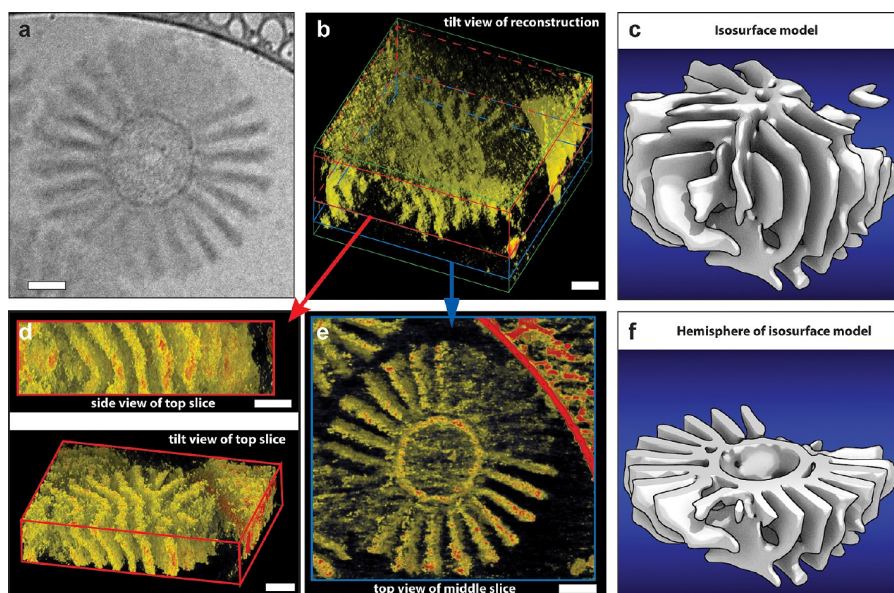 a
b
tilt view of reconstruction
c
Isosurface model
d
side view of top slice
tilt view of top slice
e
top view of middle slice
f
Hemisphere of isosurface model